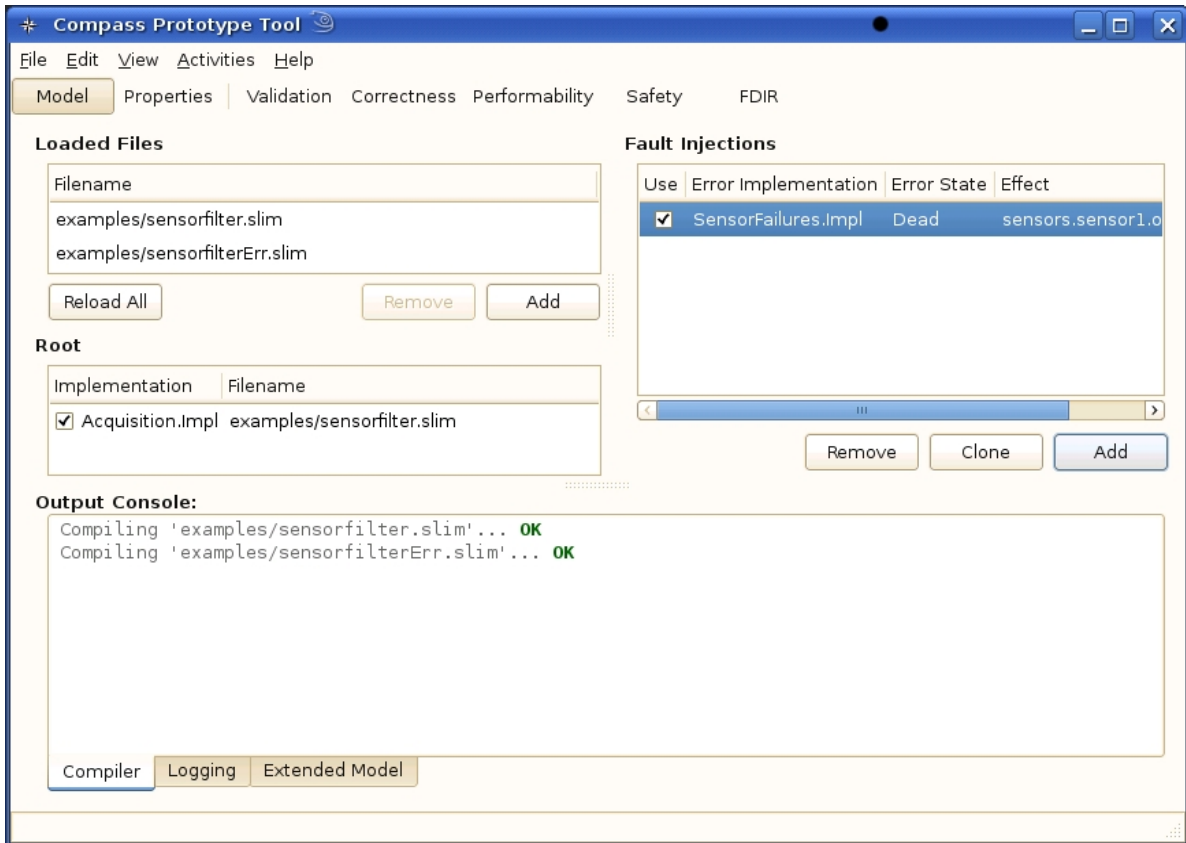 Compass Prototype Tool
File Edit View Activities Help
Model Properties Validation Correctness Performability Safety FDIR
Loaded Files
Filename
examples/sensorfilter.slim
examples/sensorfilterErr.slim
Reload All Remove Add
Root
Implementation Filename
Acquisition.Impl examples/sensorfilter.slim
Fault Injections
Use Error Implementation Error State Effect
SensorFailures.Impl Dead sensors.sensor1.o
Remove Clone Add
Output Console:
Compiling 'examples/sensorfilter.slim'... OK
Compiling 'examples/sensorfilterErr.slim'... OK
Compiler Logging Extended Model